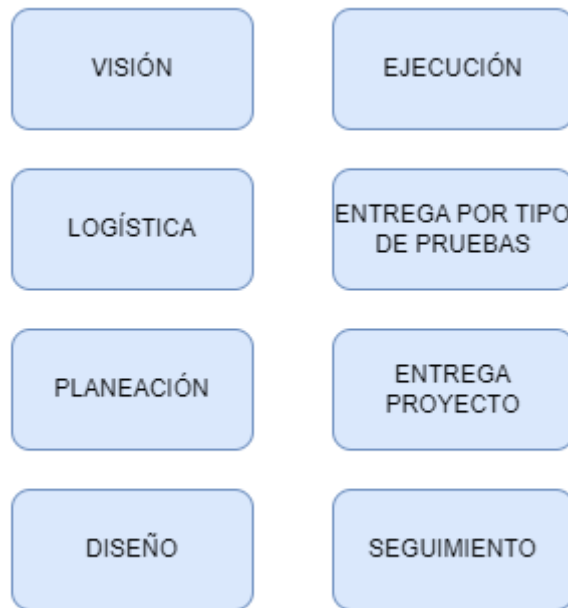 VISIÓN
EJECUCIÓN
LOGÍSTICA
ENTREGA POR TIPO
DE PRUEBAS
PLANEACIÓN
ENTREGA
PROYECTO
DISEÑO
SEGUIMIENTO